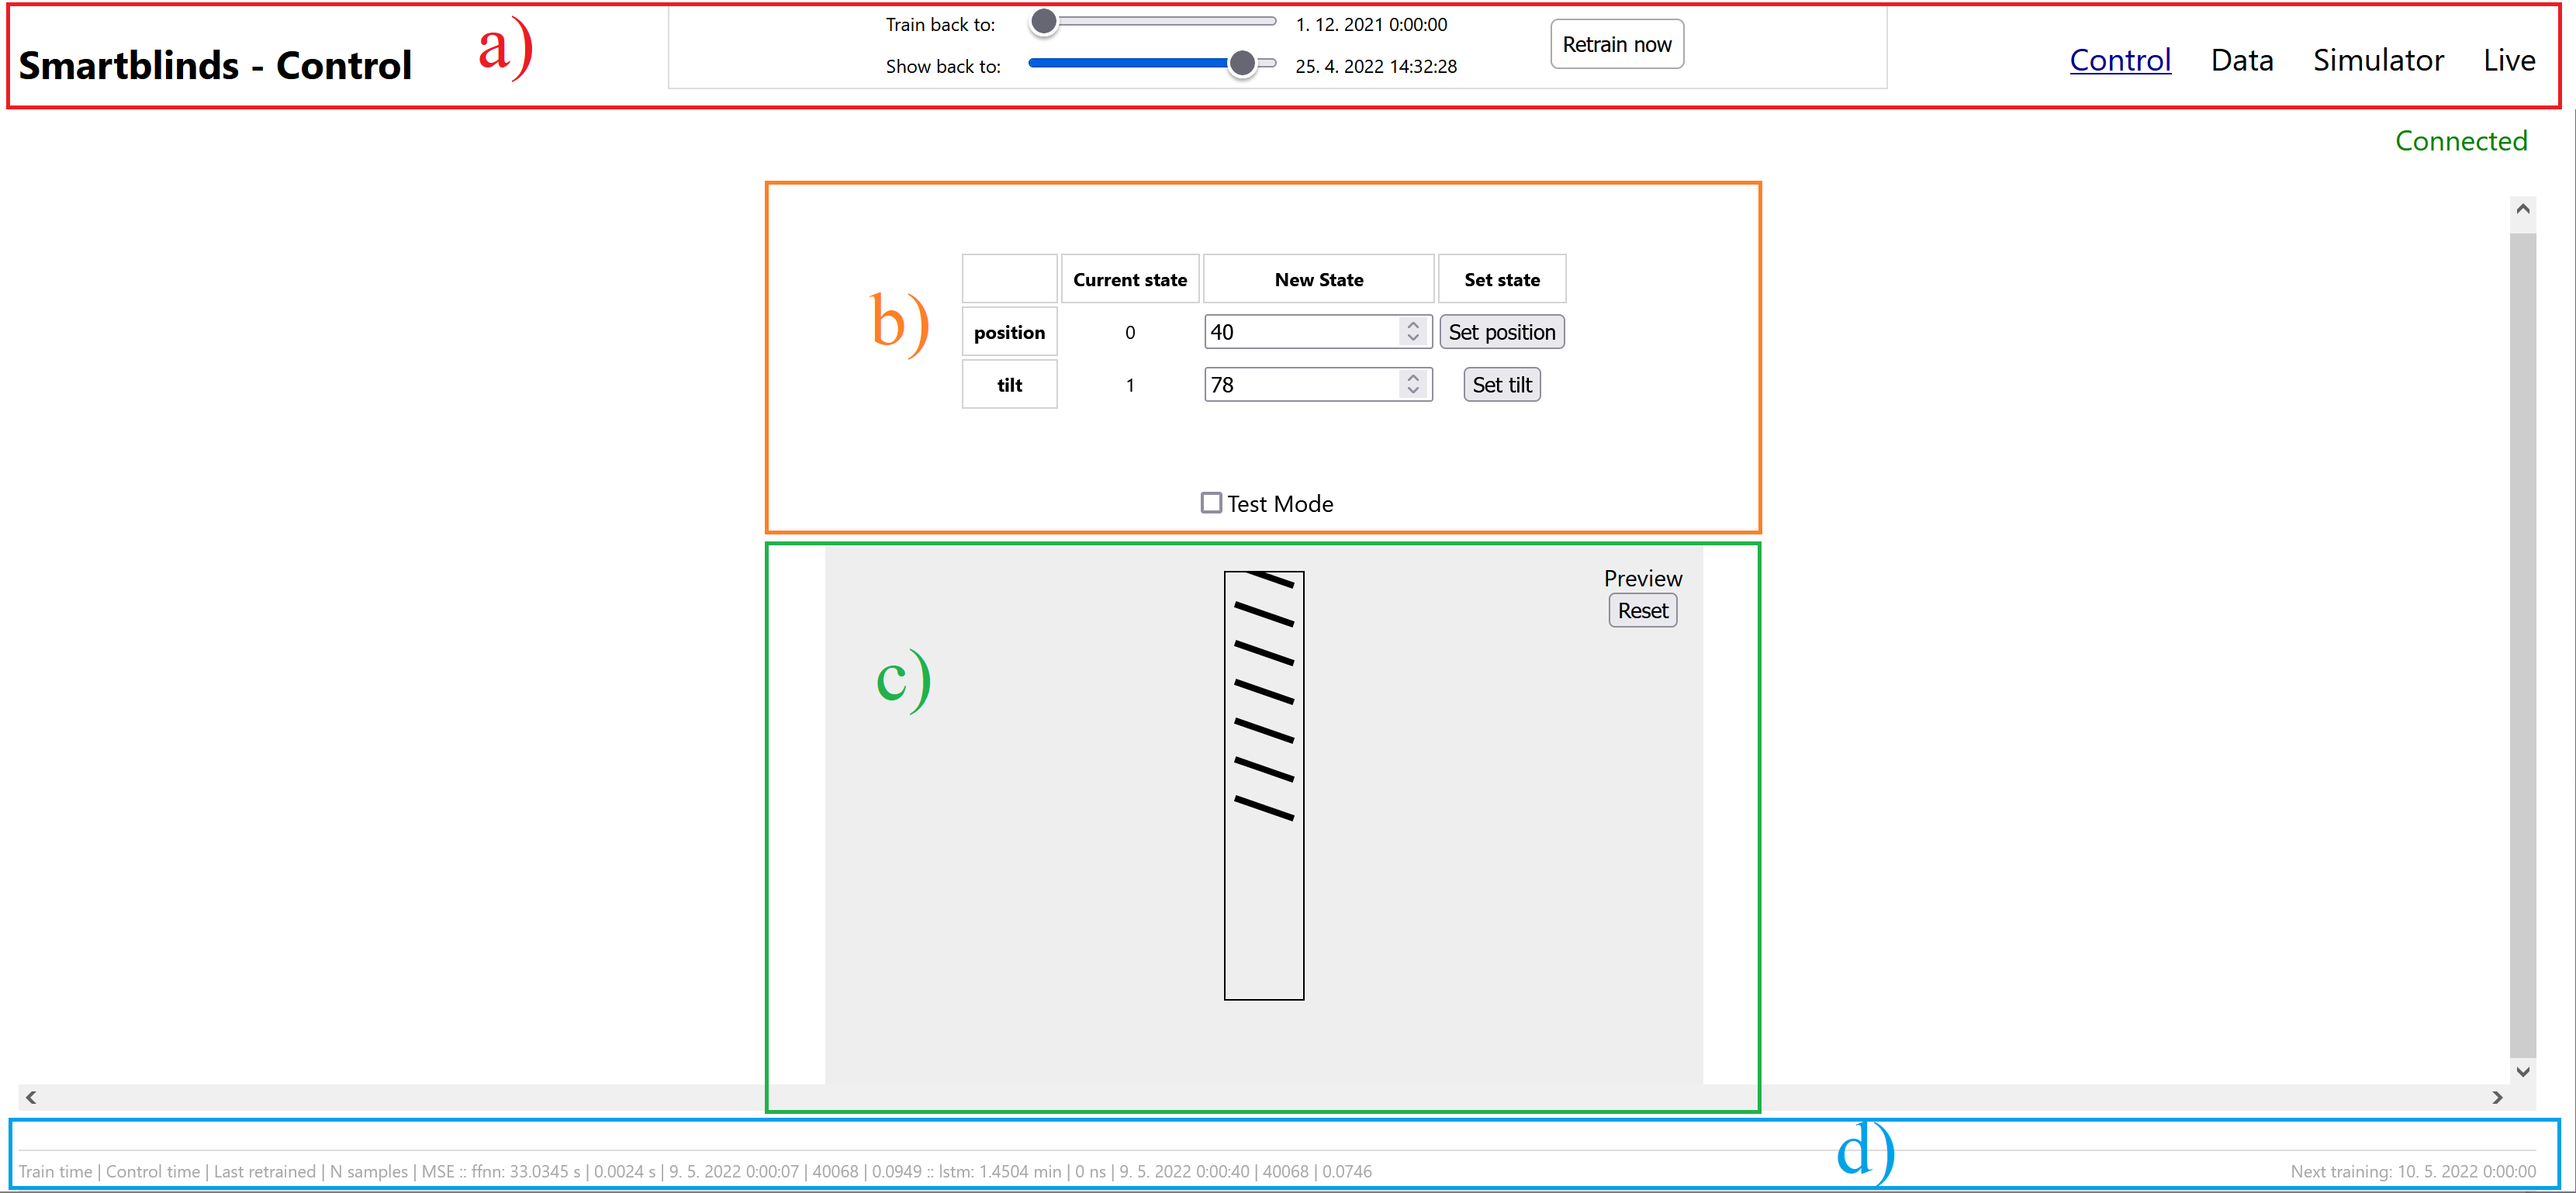 Smartblinds - Control
a)
Train back to: 1. 12. 2021 0:00:00
Show back to: 25. 4. 2022 14:32:28
Retrain now
Control Data Simulator Live
Connected
b)
Current state New State Set state
position 0 40 Set position
tilt 1 78 Set tilt
Test Mode
c)
Preview
Reset
d)
Train time | Control time | Last retrained | N samples | MSE :: ffnn: 33.0345 s | 0.0024 s | 9. 5. 2022 0:00:07 | 40068 | 0.0949 :: lstm: 1.4504 min | 0 ns | 9. 5. 2022 0:00:40 | 40068 | 0.0746
Next training: 10. 5. 2022 0:00:00